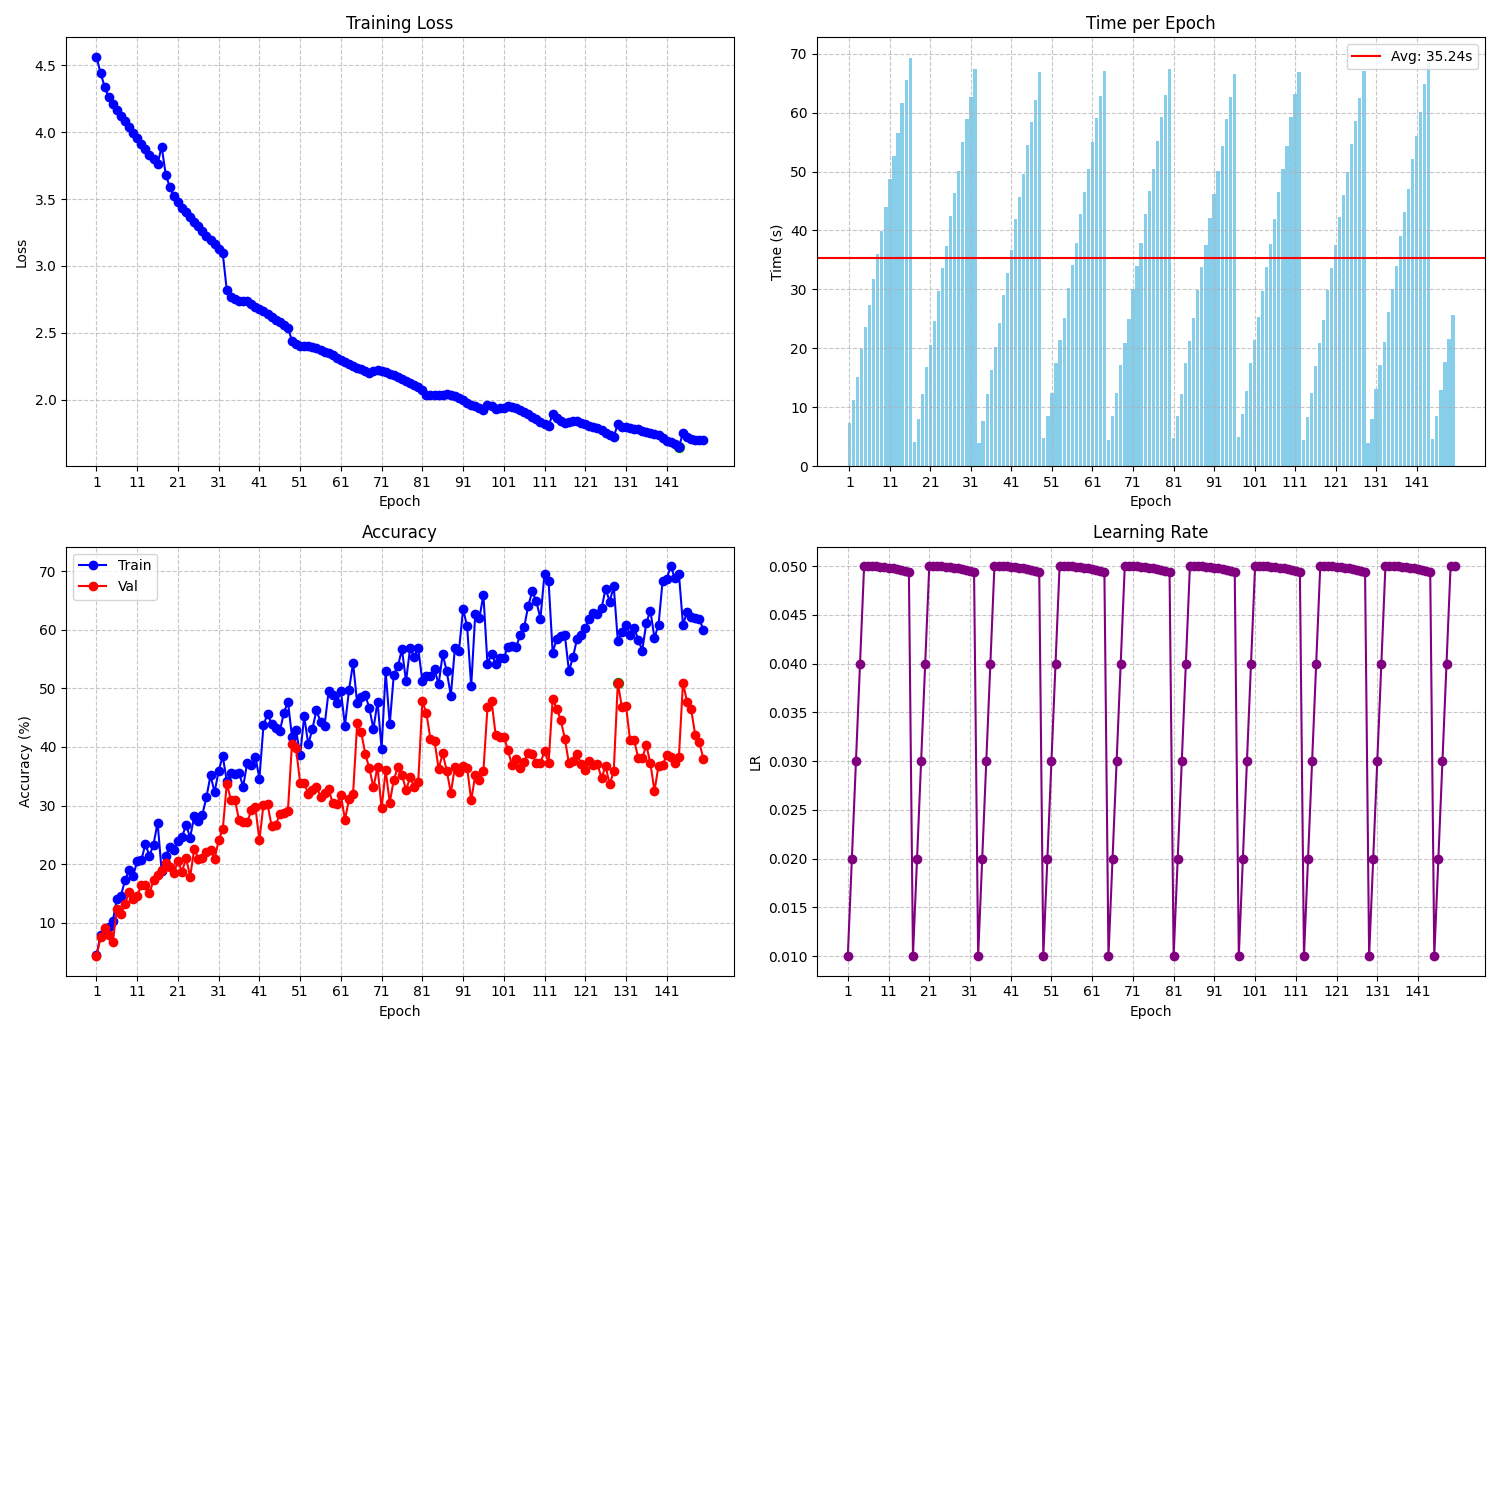 Training Loss
4.5
4.0
3.5
3.0
2.5
2.0
Loss
1 11 21 31 41 51 61 71 81 91 101 111 121 131 141
Epoch
Time per Epoch
Avg: 35.24s
70
60
50
40
30
20
10
0
Time (s)
1 11 21 31 41 51 61 71 81 91 101 111 121 131 141
Epoch
Accuracy
Train
Val
70
60
50
40
30
20
10
Accuracy (%)
1 11 21 31 41 51 61 71 81 91 101 111 121 131 141
Epoch
Learning Rate
0.050
0.045
0.040
0.035
0.030
0.025
0.020
0.015
0.010
LR
1 11 21 31 41 51 61 71 81 91 101 111 121 131 141
Epoch